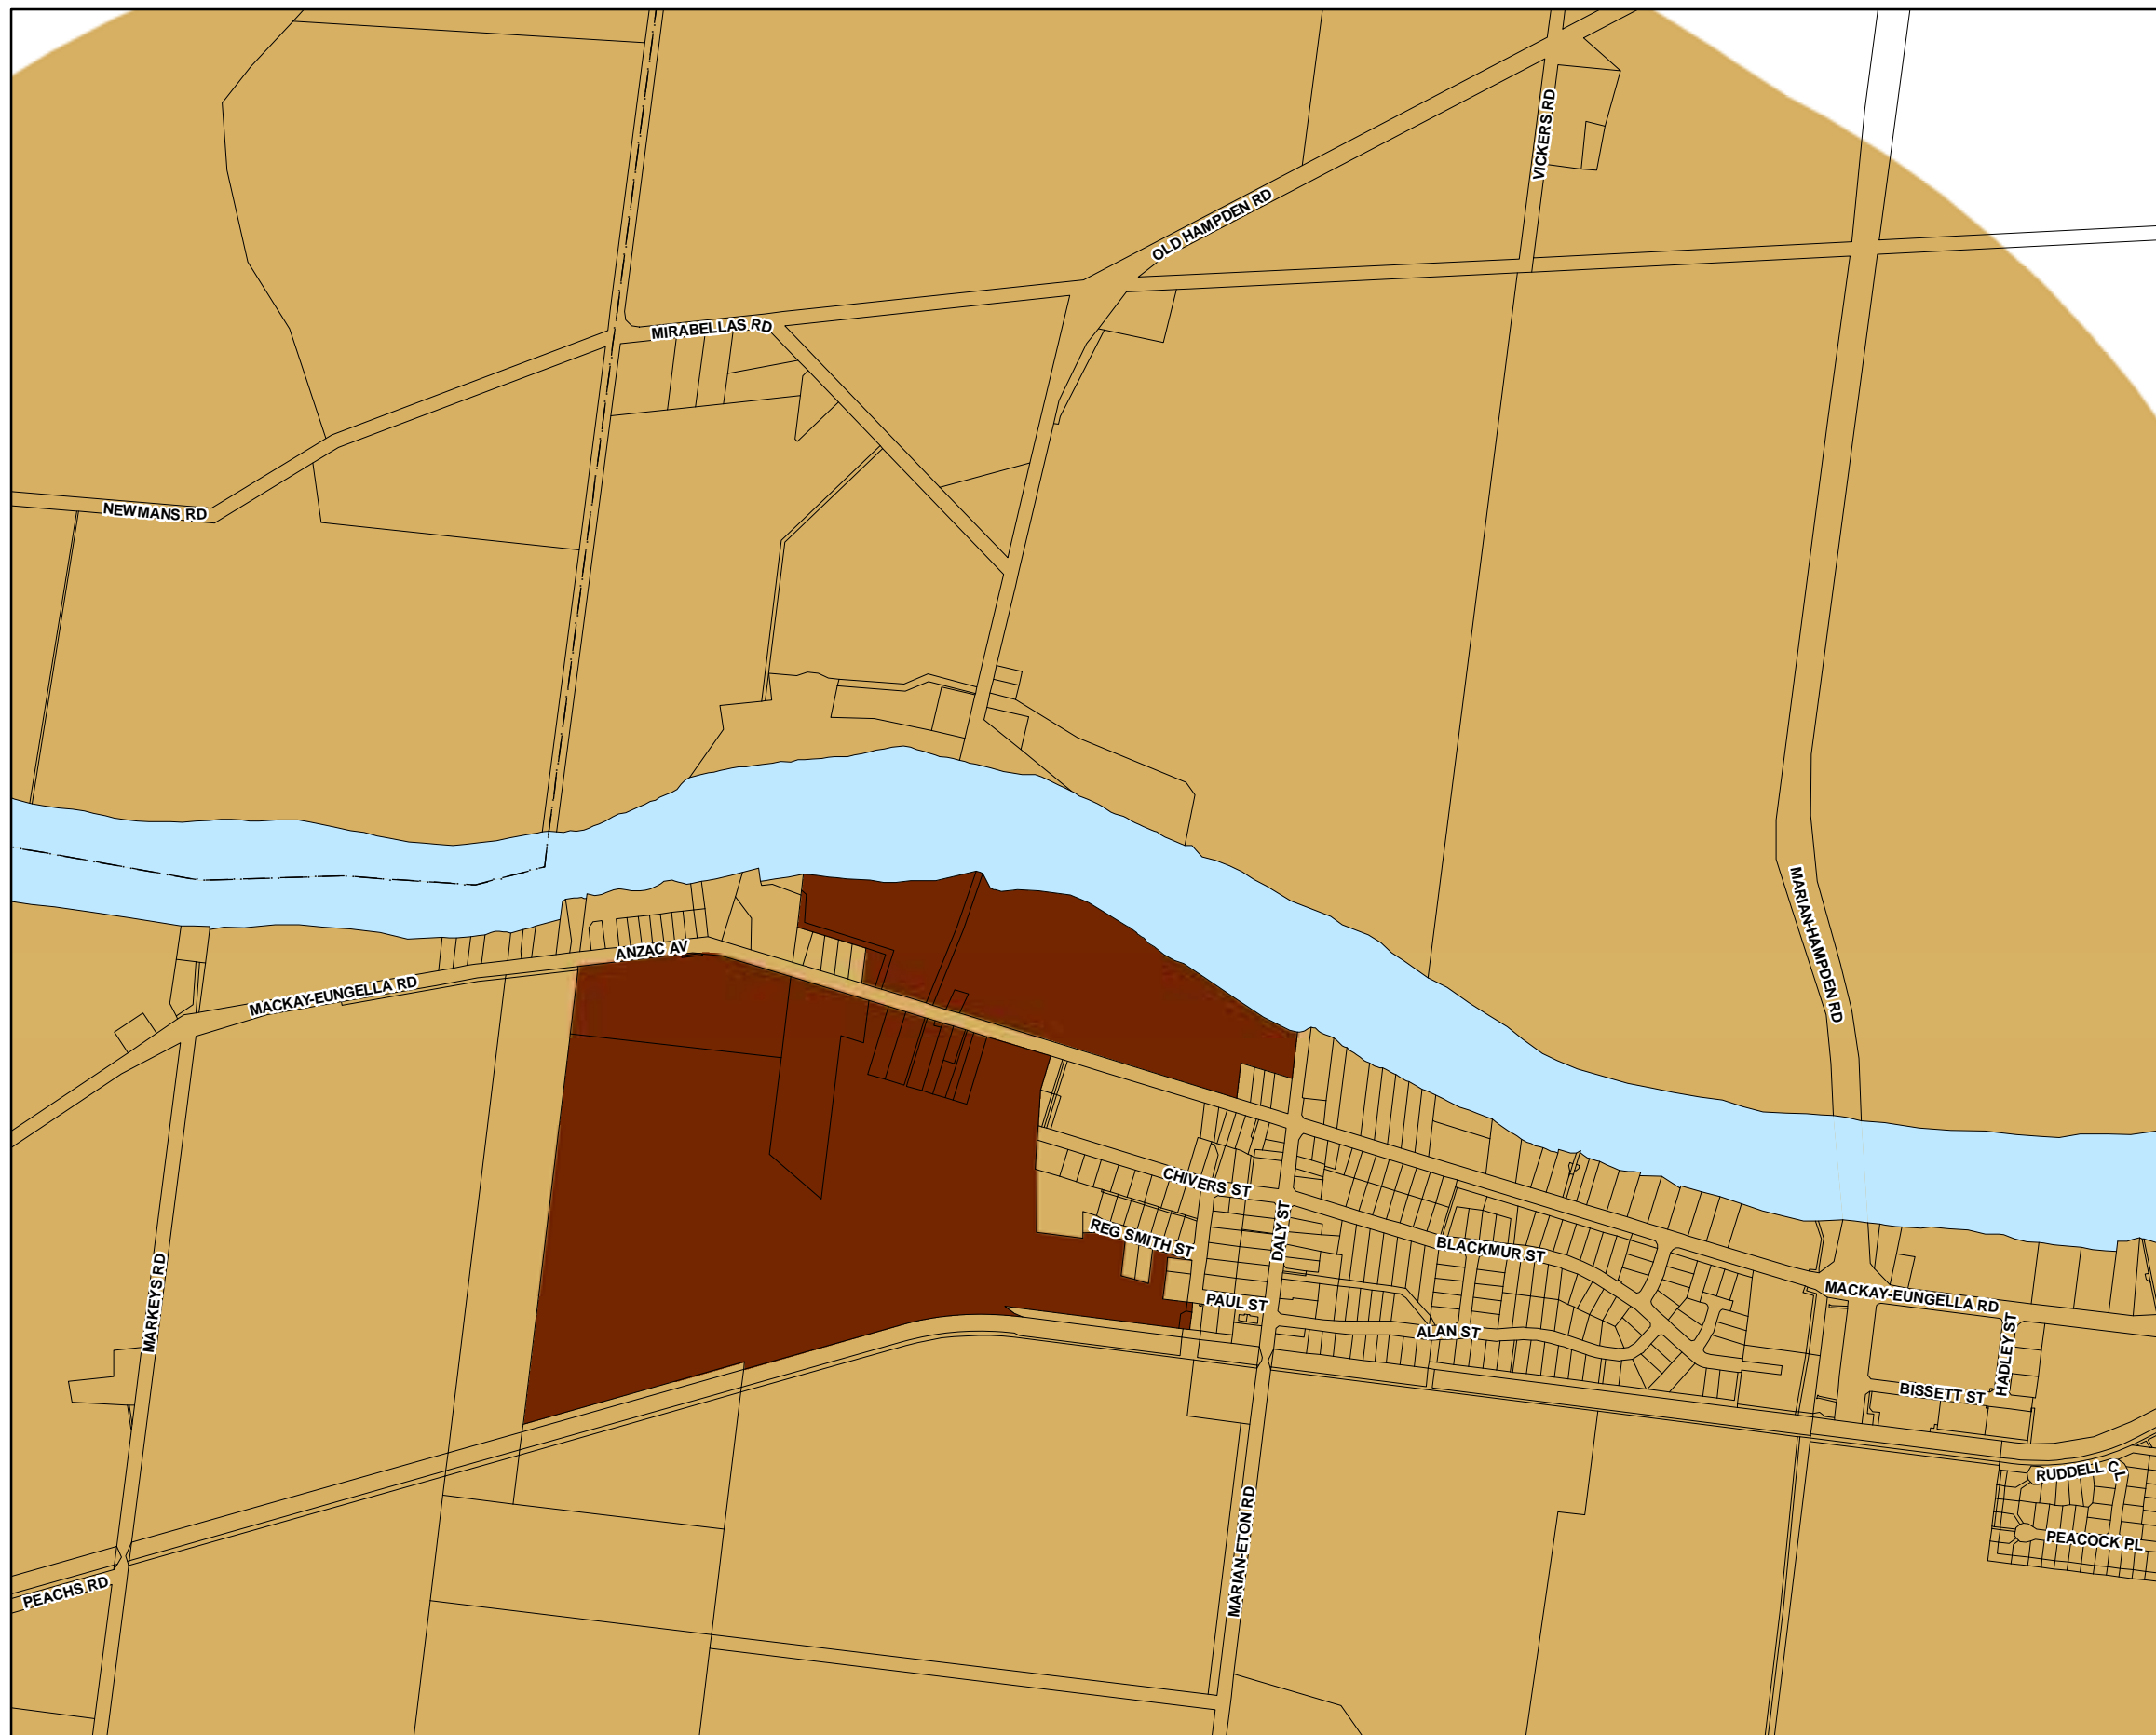 VICKERS RD
OLD HAMPDEN RD
MIRABELLAS RD
NEWMANS RD
MARIAN-HAMPDEN RD
ANZAC AV
MACKAY-EUNGELLA RD
CHIVERS ST
REG SMITH ST
DALY ST
BLACKMUR ST
MARKEYS RD
PAUL ST
ALAN ST
MACKAY-EUNGELLA RD
HADLEY ST
BISSETT ST
RUDDELL CL
PEACOCK PL
MARIAN-ETON RD
PEACHS RD